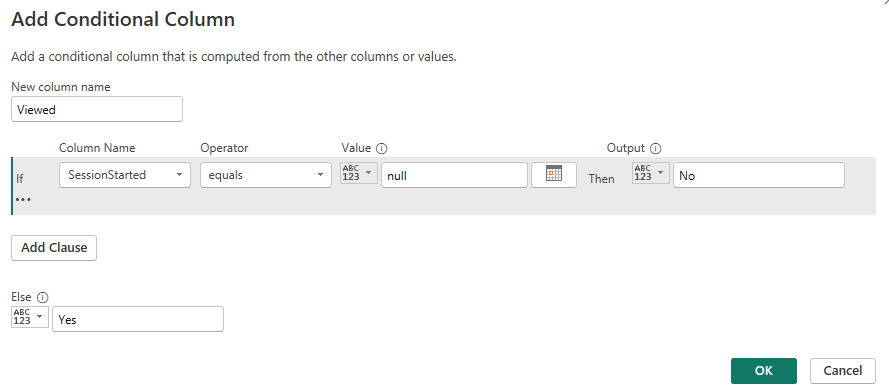 Add Conditional Column
Add a conditional column that is computed from the other columns or values.
New column name
Viewed
Column Name Operator Value Output
If SessionStarted equals ABC 123 null Then ABC 123 No
...
Add Clause
Else
ABC 123 Yes
OK Cancel